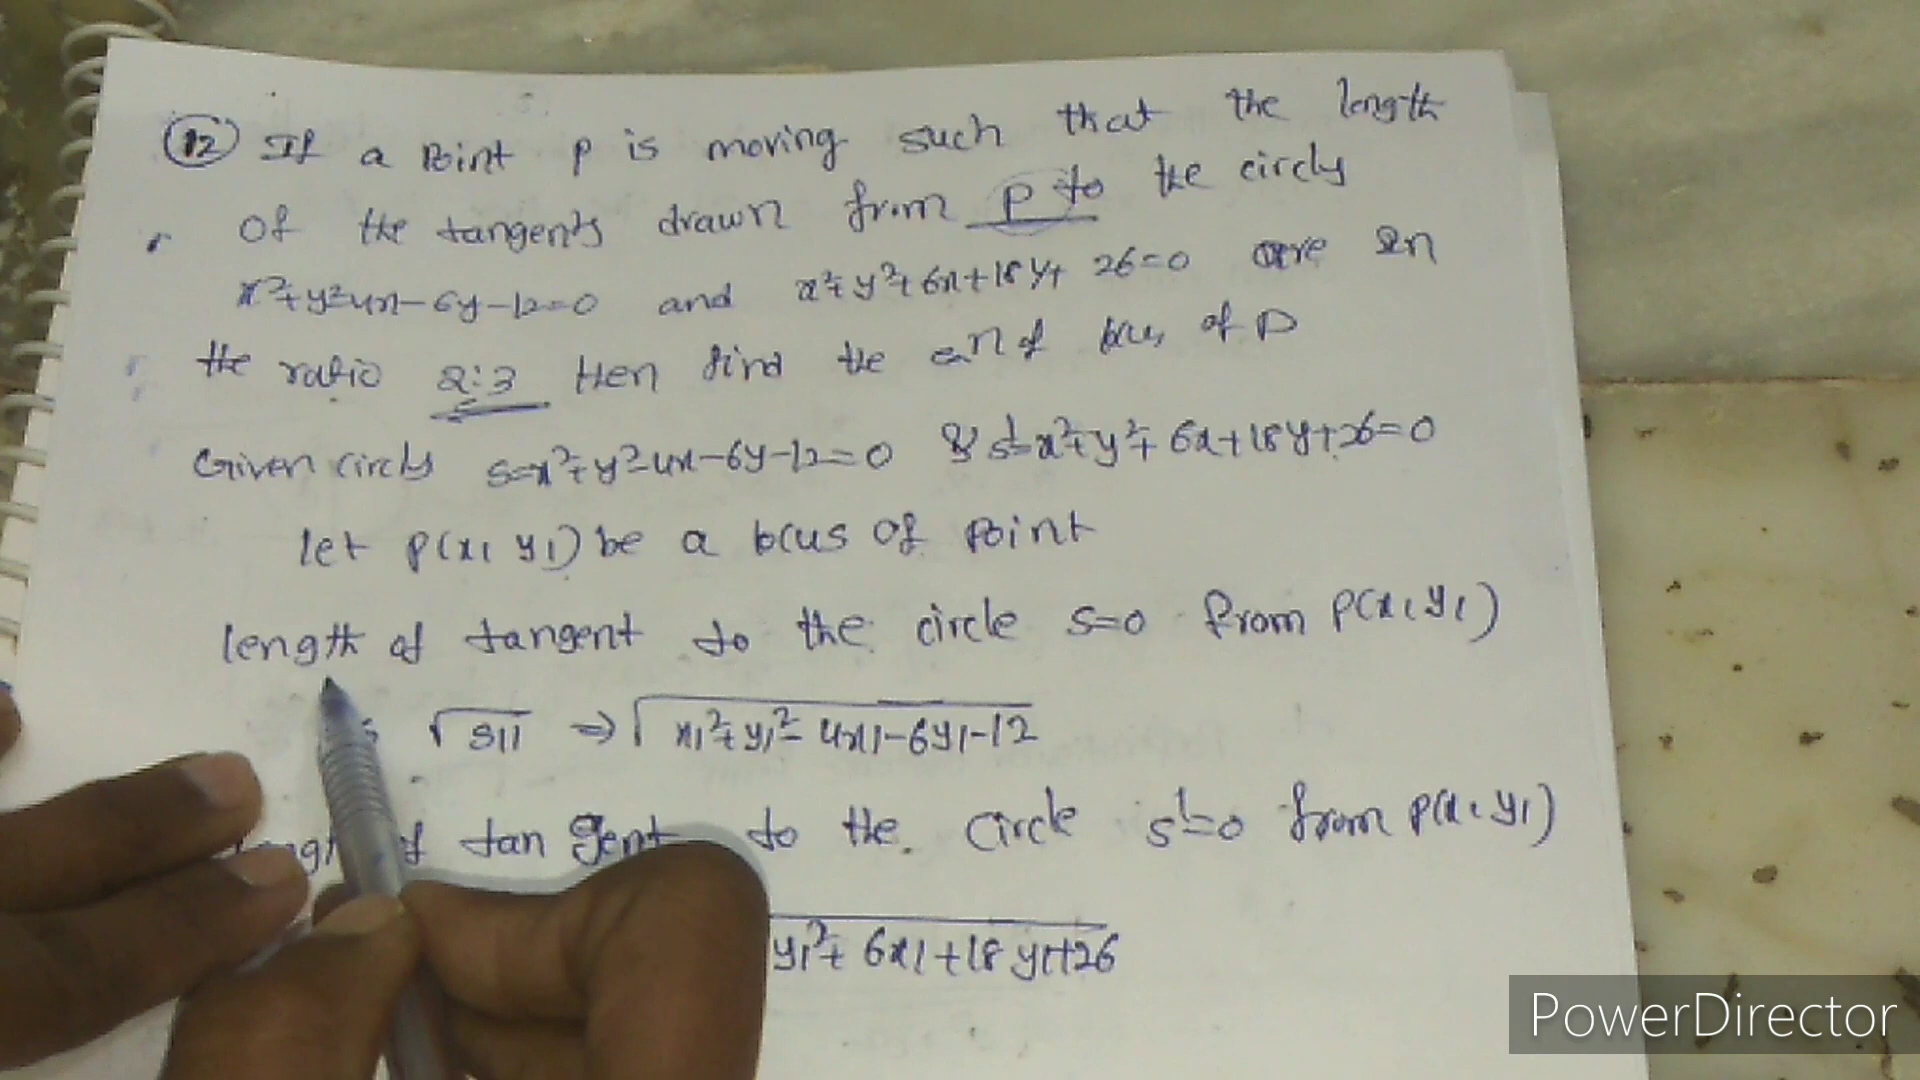 12 If a Point P is moving such that the length
of the tangents drawn from P to the circles
x²+y²-4x-6y-12=0 and x²+y²+6x+18y+26=0 are in
the ratio 2:3 then find the of locus of P
Given circles S=x²+y²-4x-6y-12=0 & S¹=x²+y²+6x+18y+26=0
let P(x1 y1) be a locus of Point
length of tangent to the circle S=0 from P(x1 y1)
√S11 ⇒ √x1²+y1²-4x1-6y1-12
tangent to the circle S¹=0 from P(x1 y1)
y1²+6x1+18y1+26
PowerDirector